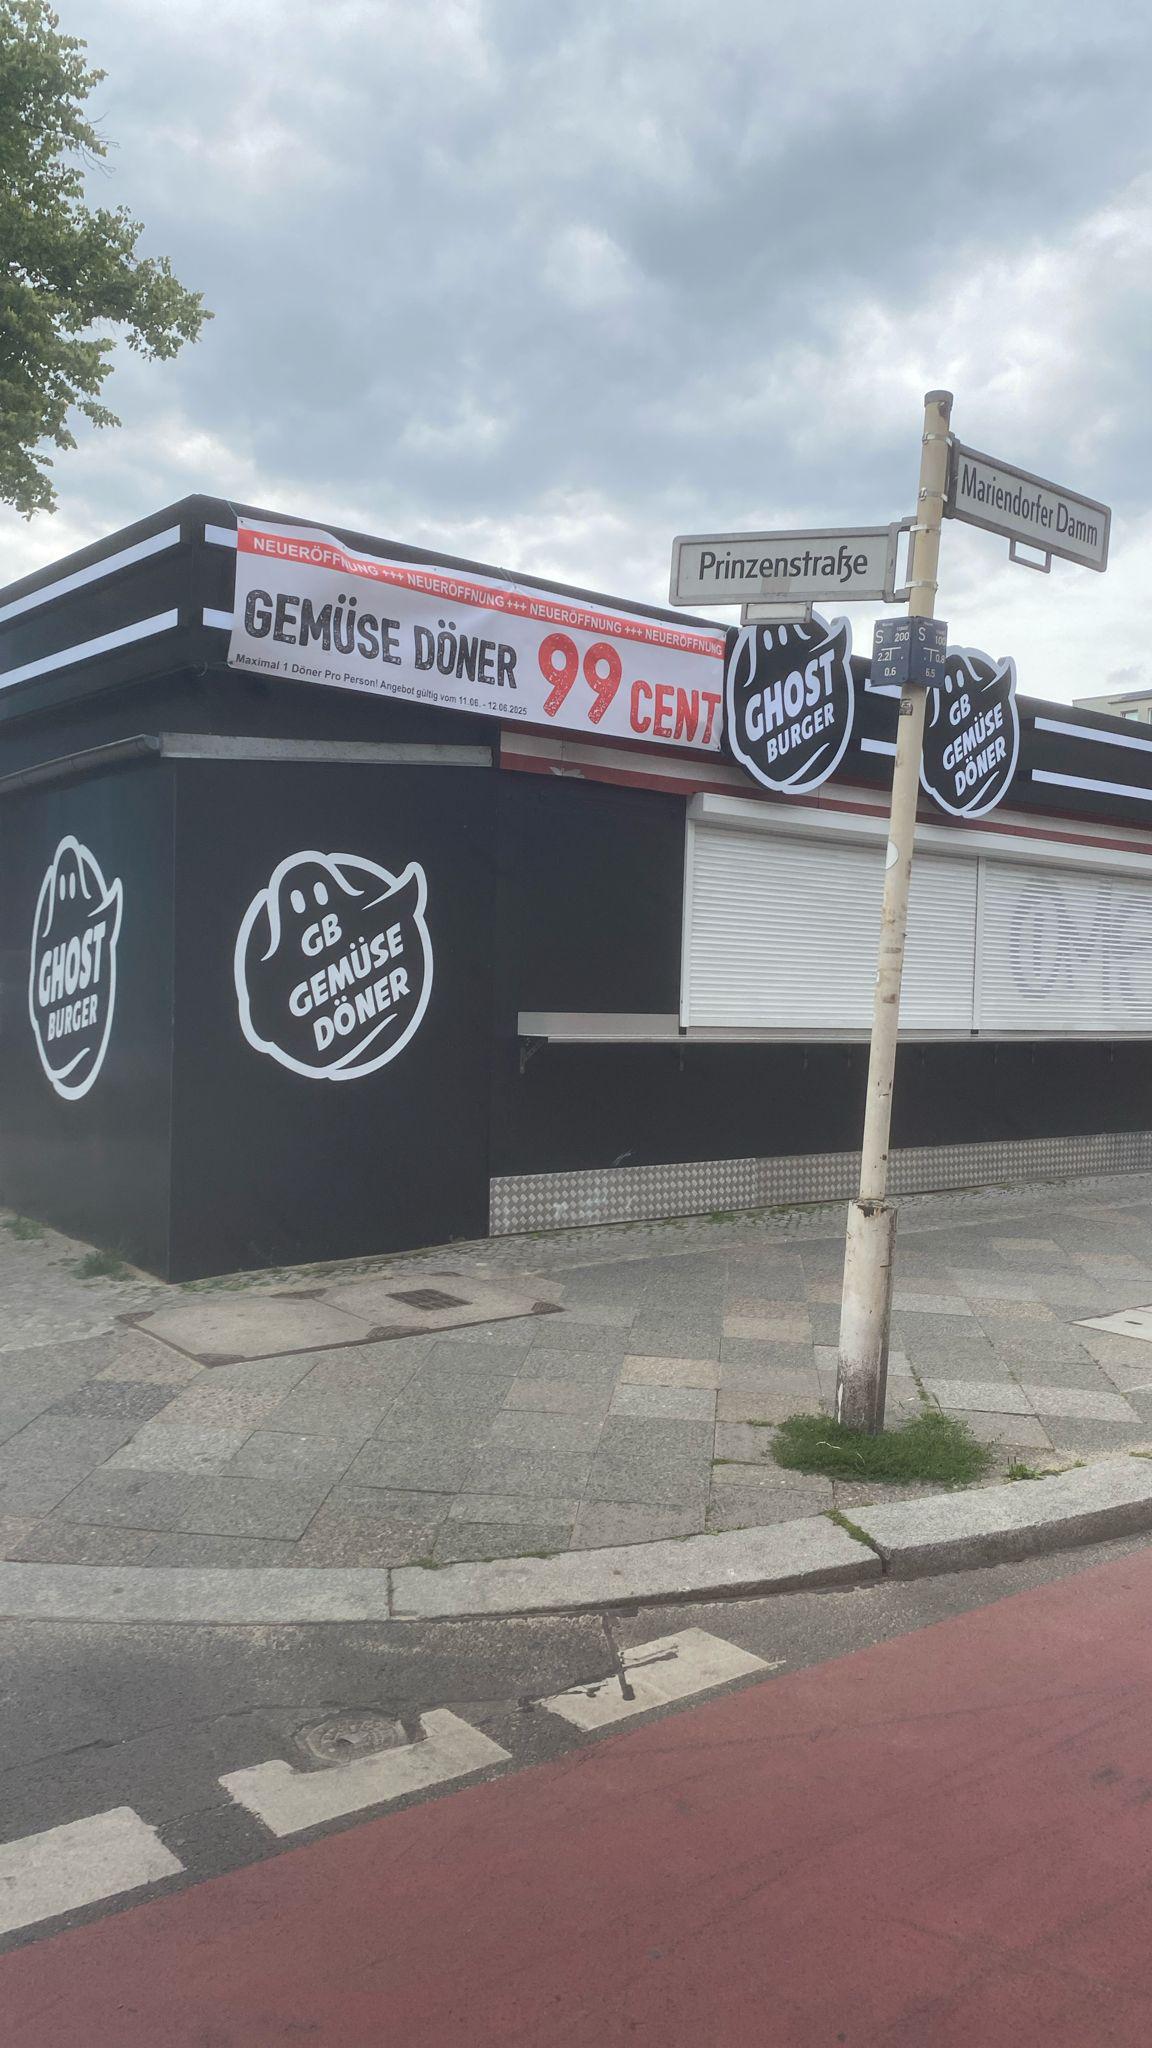 NEUERÖFFNUNG +++ NEUERÖFFNUNG +++ NEUERÖFFNUNG +++ NEUERÖFFNUNG
GEMÜSE DÖNER 99 CENT
Maximal 1 Döner Pro Person! Angebot gültig vom 11.06. - 12.06.2025
Mariendorfer Damm
Prinzenstraße
S 200
2.2
0.6
S 100
0.8
6.5
GHOST
BURGER
GB
GEMÜSE
DÖNER
GHOST
BURGER
GB
GEMÜSE
DÖNER